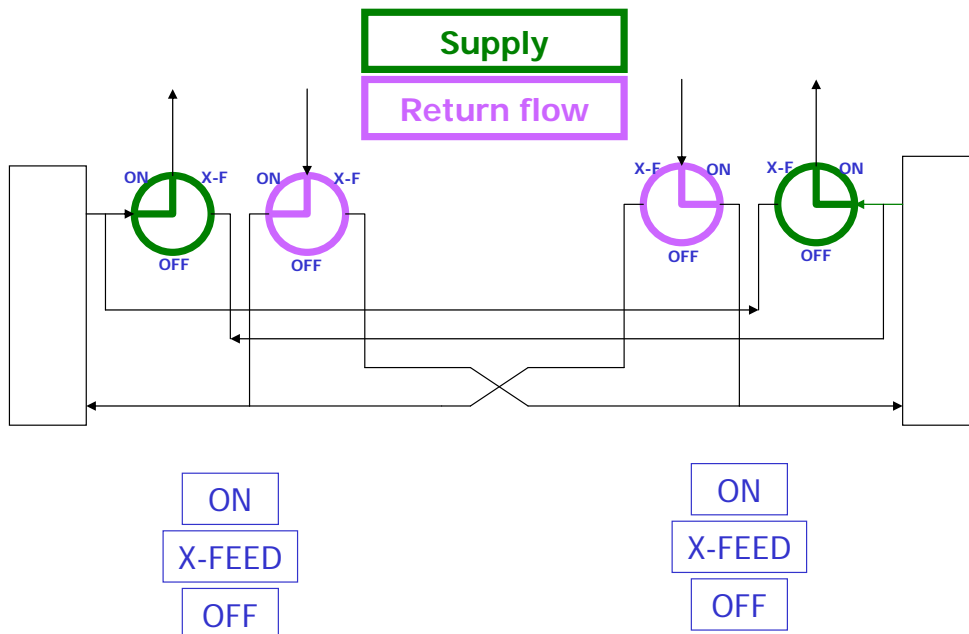 Supply
Return flow
ON
X-F
ON
X-F
X-F
ON
X-F
ON
OFF
OFF
OFF
OFF
ON
X-FEED
OFF
ON
X-FEED
OFF